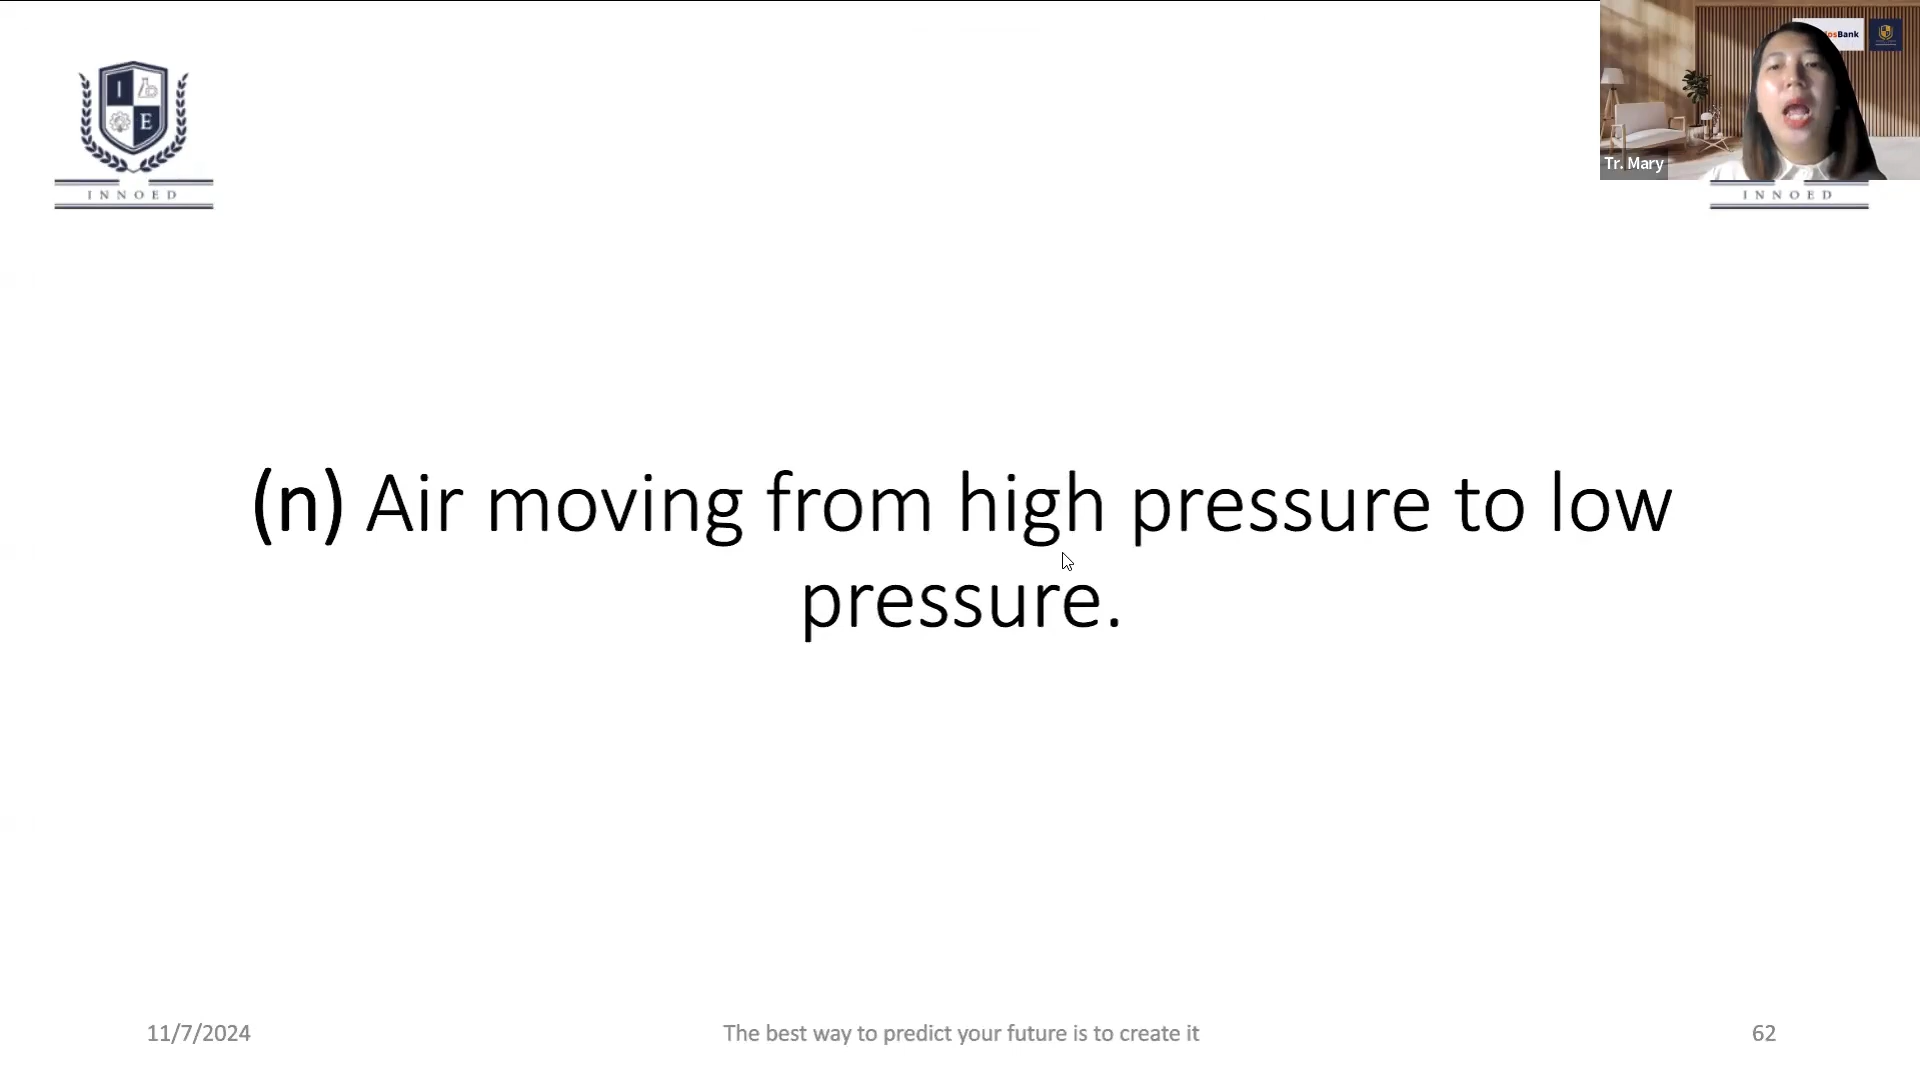 I
E
INNOED
osBank
Tr. Mary
INNOED
(n) Air moving from high pressure to low
pressure.
11/7/2024
The best way to predict your future is to create it
62